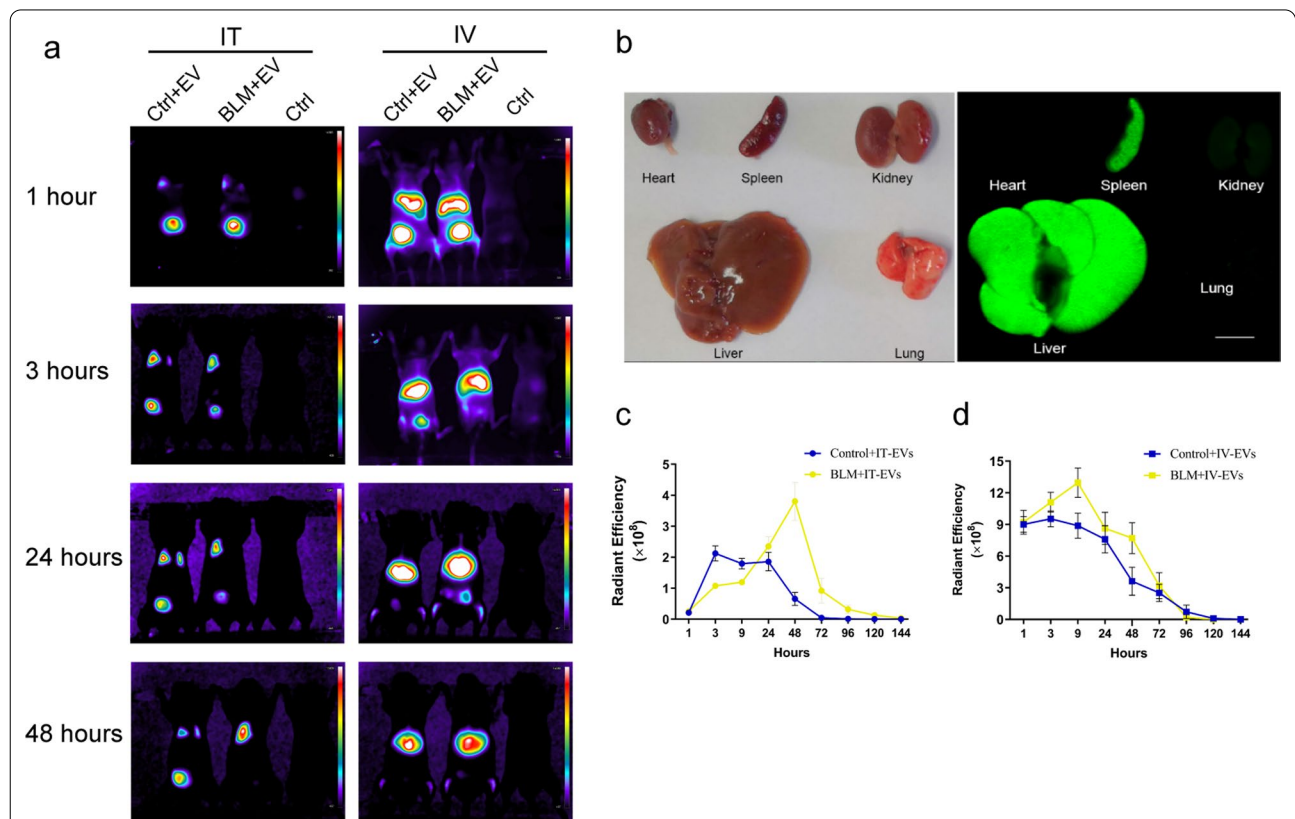 a
IT
IV
Ctrl+EV
BLM+EV
Ctrl
Ctrl+EV
BLM+EV
Ctrl
1 hour
3 hours
24 hours
48 hours
b
Heart
Spleen
Kidney
Liver
Lung
Heart
Spleen
Kidney
Liver
Lung
c
Control+IT-EVs
BLM+IT-EVs
Radiant Efficiency
(×10⁸)
5
4
3
2
1
0
1 3 9 24 48 72 96 120 144
Hours
d
Control+IV-EVs
BLM+IV-EVs
Radiant Efficiency
(×10⁸)
15
12
9
6
3
0
1 3 9 24 48 72 96 120 144
Hours